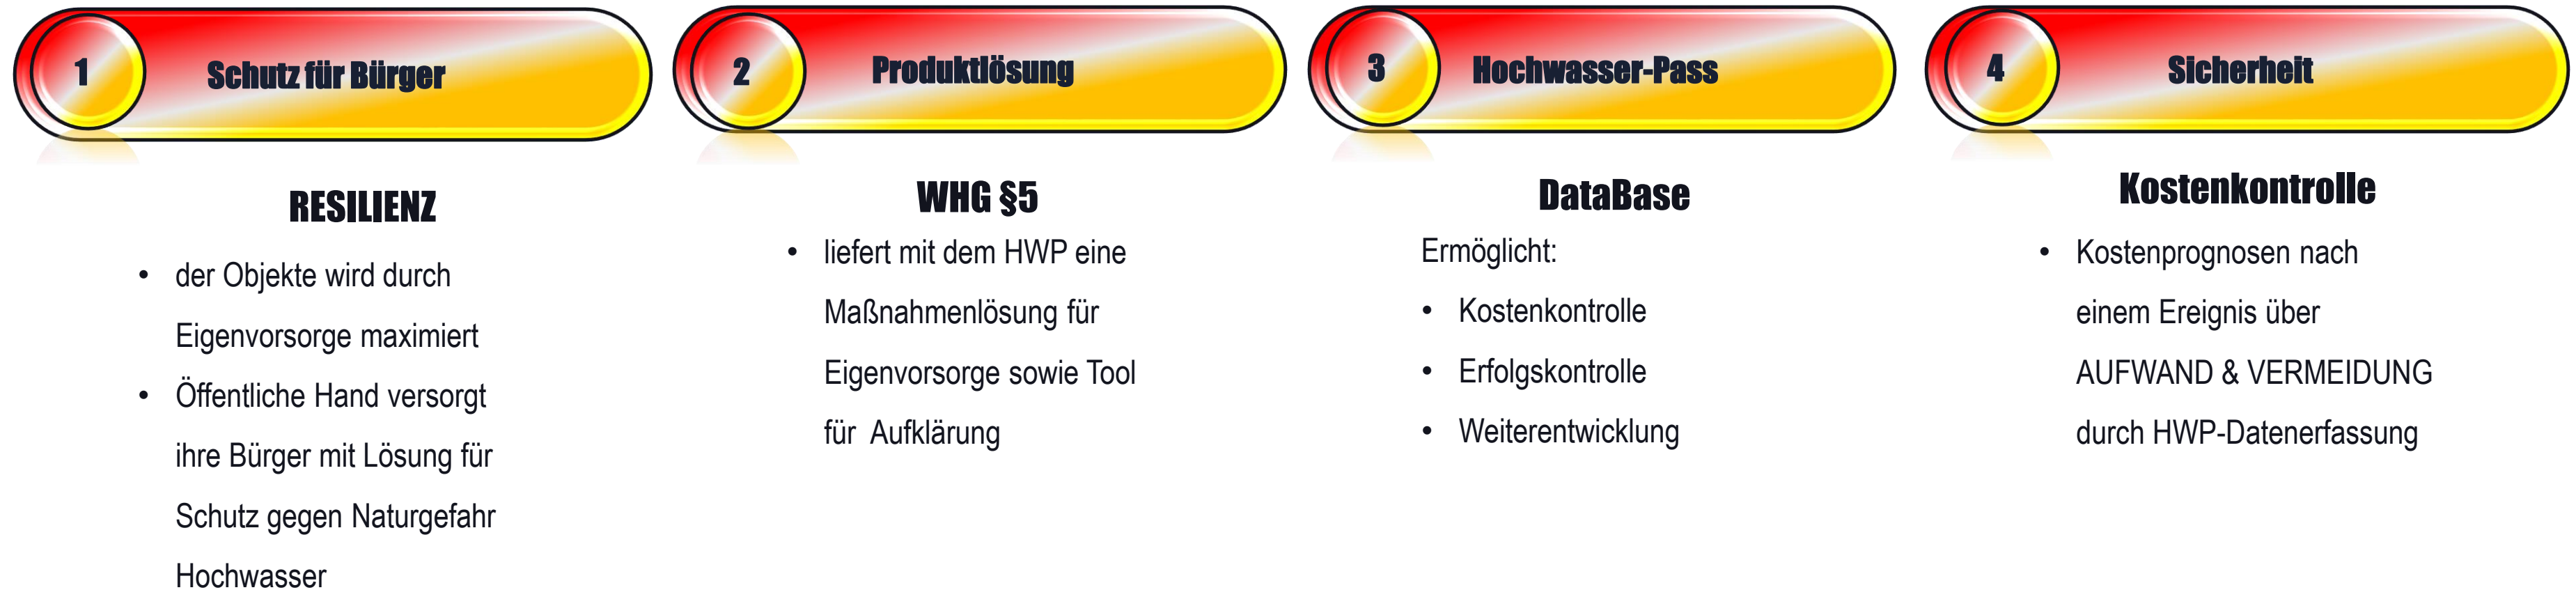 1
Schutz für Bürger
RESILIENZ
• der Objekte wird durch
Eigenvorsorge maximiert
• Öffentliche Hand versorgt
ihre Bürger mit Lösung für
Schutz gegen Naturgefahr
Hochwasser
2
Produktlösung
WHG §5
• liefert mit dem HWP eine
Maßnahmenlösung für
Eigenvorsorge sowie Tool
für Aufklärung
3
Hochwasser-Pass
DataBase
Ermöglicht:
• Kostenkontrolle
• Erfolgskontrolle
• Weiterentwicklung
4
Sicherheit
Kostenkontrolle
• Kostenprognosen nach
einem Ereignis über
AUFWAND & VERMEIDUNG
durch HWP-Datenerfassung